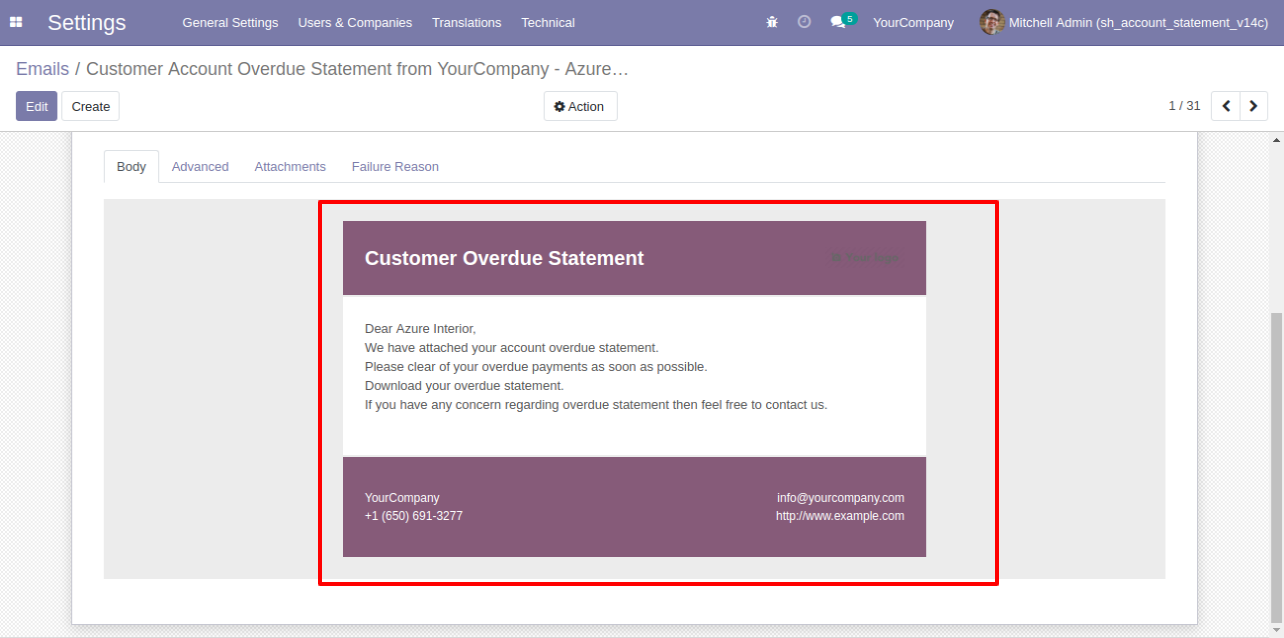 Settings General Settings Users & Companies Translations Technical 5 YourCompany Mitchell Admin (sh_account_statement_v14c)
Emails / Customer Account Overdue Statement from YourCompany - Azure…
Edit Create Action 1 / 31
Body Advanced Attachments Failure Reason
Customer Overdue Statement
Dear Azure Interior,
We have attached your account overdue statement.
Please clear of your overdue payments as soon as possible.
Download your overdue statement.
If you have any concern regarding overdue statement then feel free to contact us.
YourCompany info@yourcompany.com
+1 (650) 691-3277 http://www.example.com